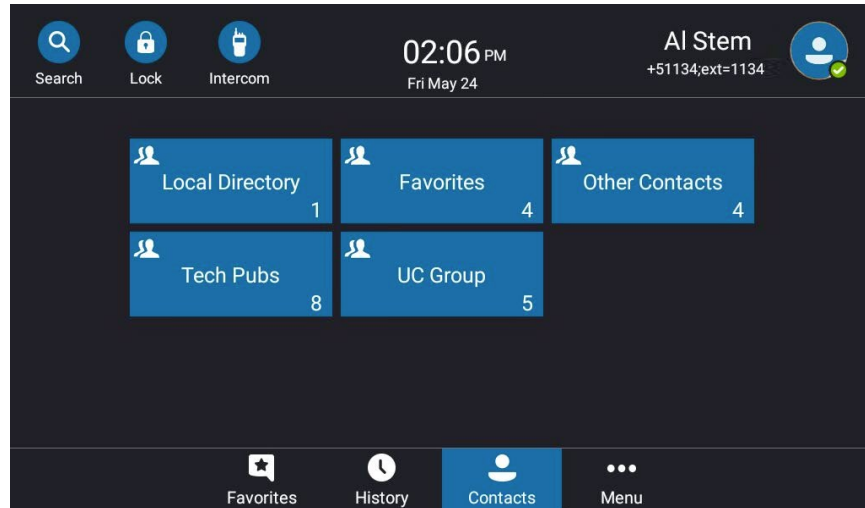 Search
Lock
Intercom
02:06 PM
Fri May 24
Al Stem
+51134;ext=1134
Local Directory
1
Favorites
4
Other Contacts
4
Tech Pubs
8
UC Group
5
Favorites
History
Contacts
Menu